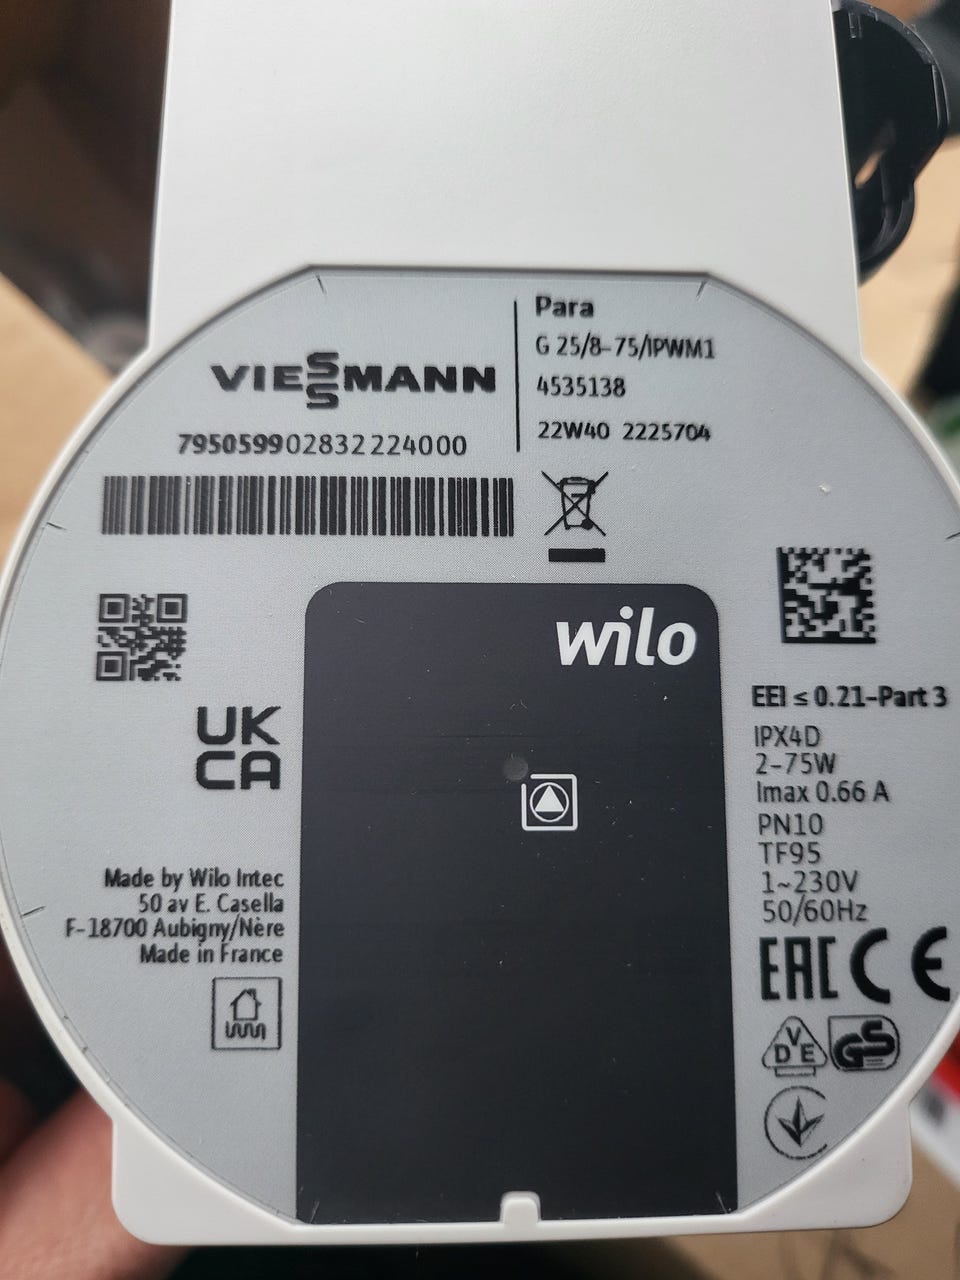 VIESSMANN
795059902832224000
Para
G 25/8-75/iPWM1
4535138
22W40 2225704
wilo
UK
CA
EEI ≤ 0.21-Part 3
IPX4D
2-75W
Imax 0.66 A
PN10
TF95
1~230V
50/60Hz
EAC CE
DVE GS
Made by Wilo Intec
50 av E. Casella
F-18700 Aubigny/Nère
Made in France